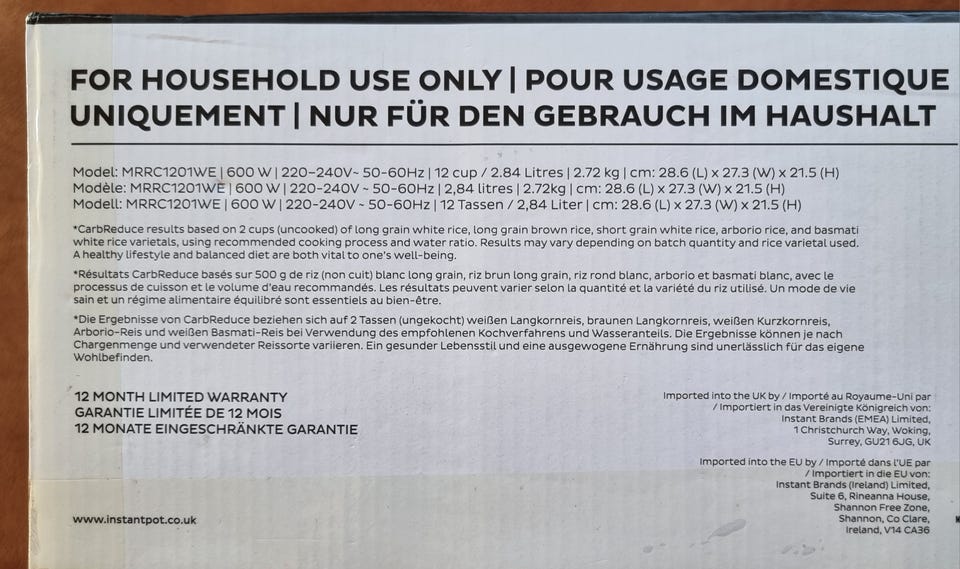 FOR HOUSEHOLD USE ONLY | POUR USAGE DOMESTIQUE
UNIQUEMENT | NUR FÜR DEN GEBRAUCH IM HAUSHALT
Model: MRRC1201WE | 600 W | 220-240V~ 50-60Hz | 12 cup / 2.84 Litres | 2.72 kg | cm: 28.6 (L) x 27.3 (W) x 21.5 (H)
Modèle: MRRC1201WE | 600 W | 220-240V ~ 50-60Hz | 2,84 litres | 2.72kg | cm: 28.6 (L) x 27.3 (W) x 21.5 (H)
Modell: MRRC1201WE | 600 W | 220-240V ~ 50-60Hz | 12 Tassen / 2,84 Liter | cm: 28.6 (L) x 27.3 (W) x 21.5 (H)
*CarbReduce results based on 2 cups (uncooked) of long grain white rice, long grain brown rice, short grain white rice, arborio rice, and basmati
white rice varietals, using recommended cooking process and water ratio. Results may vary depending on batch quantity and rice varietal used.
A healthy lifestyle and balanced diet are both vital to one's well-being.
*Résultats CarbReduce basés sur 500 g de riz (non cuit) blanc long grain, riz brun long grain, riz rond blanc, arborio et basmati blanc, avec le
processus de cuisson et le volume d'eau recommandés. Les résultats peuvent varier selon la quantité et la variété du riz utilisé. Un mode de vie
sain et un régime alimentaire équilibré sont essentiels au bien-être.
*Die Ergebnisse von CarbReduce beziehen sich auf 2 Tassen (ungekocht) weißen Langkornreis, braunen Langkornreis, weißen Kurzkornreis,
Arborio-Reis und weißen Basmati-Reis bei Verwendung des empfohlenen Kochverfahrens und Wasseranteils. Die Ergebnisse können je nach
Chargenmenge und verwendeter Reissorte variieren. Ein gesunder Lebensstil und eine ausgewogene Ernährung sind unerlässlich für das eigene
Wohlbefinden.
12 MONTH LIMITED WARRANTY
GARANTIE LIMITÉE DE 12 MOIS
12 MONATE EINGESCHRÄNKTE GARANTIE
Imported into the UK by / Importé au Royaume-Uni par
/ Importiert in das Vereinigte Königreich von:
Instant Brands (EMEA) Limited,
1 Christchurch Way, Woking,
Surrey, GU21 6JG, UK
Imported into the EU by / Importé dans l'UE par
/ Importiert in die EU von:
Instant Brands (Ireland) Limited,
Suite 6, Rineanna House,
Shannon Free Zone,
Shannon, Co Clare,
Ireland, V14 CA36
www.instantpot.co.uk